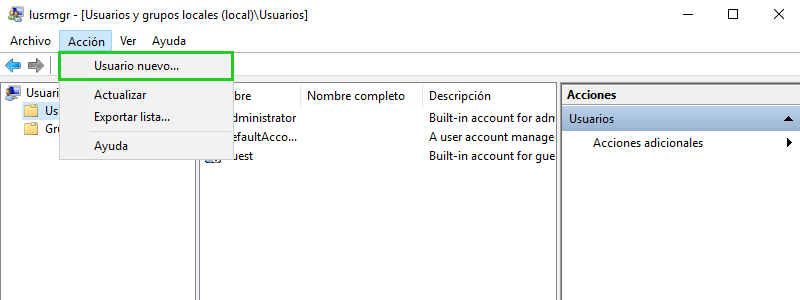 lusrmgr - [Usuarios y grupos locales (local)\Usuarios]
Archivo Acción Ver Ayuda
Usuario nuevo...
Actualizar
Exportar lista...
Ayuda
Usuari
Us
Gru
bre Nombre completo Descripción
dministrator Built-in account for adm
efaultAcco... A user account manage
uest Built-in account for gue
Acciones
Usuarios
Acciones adicionales